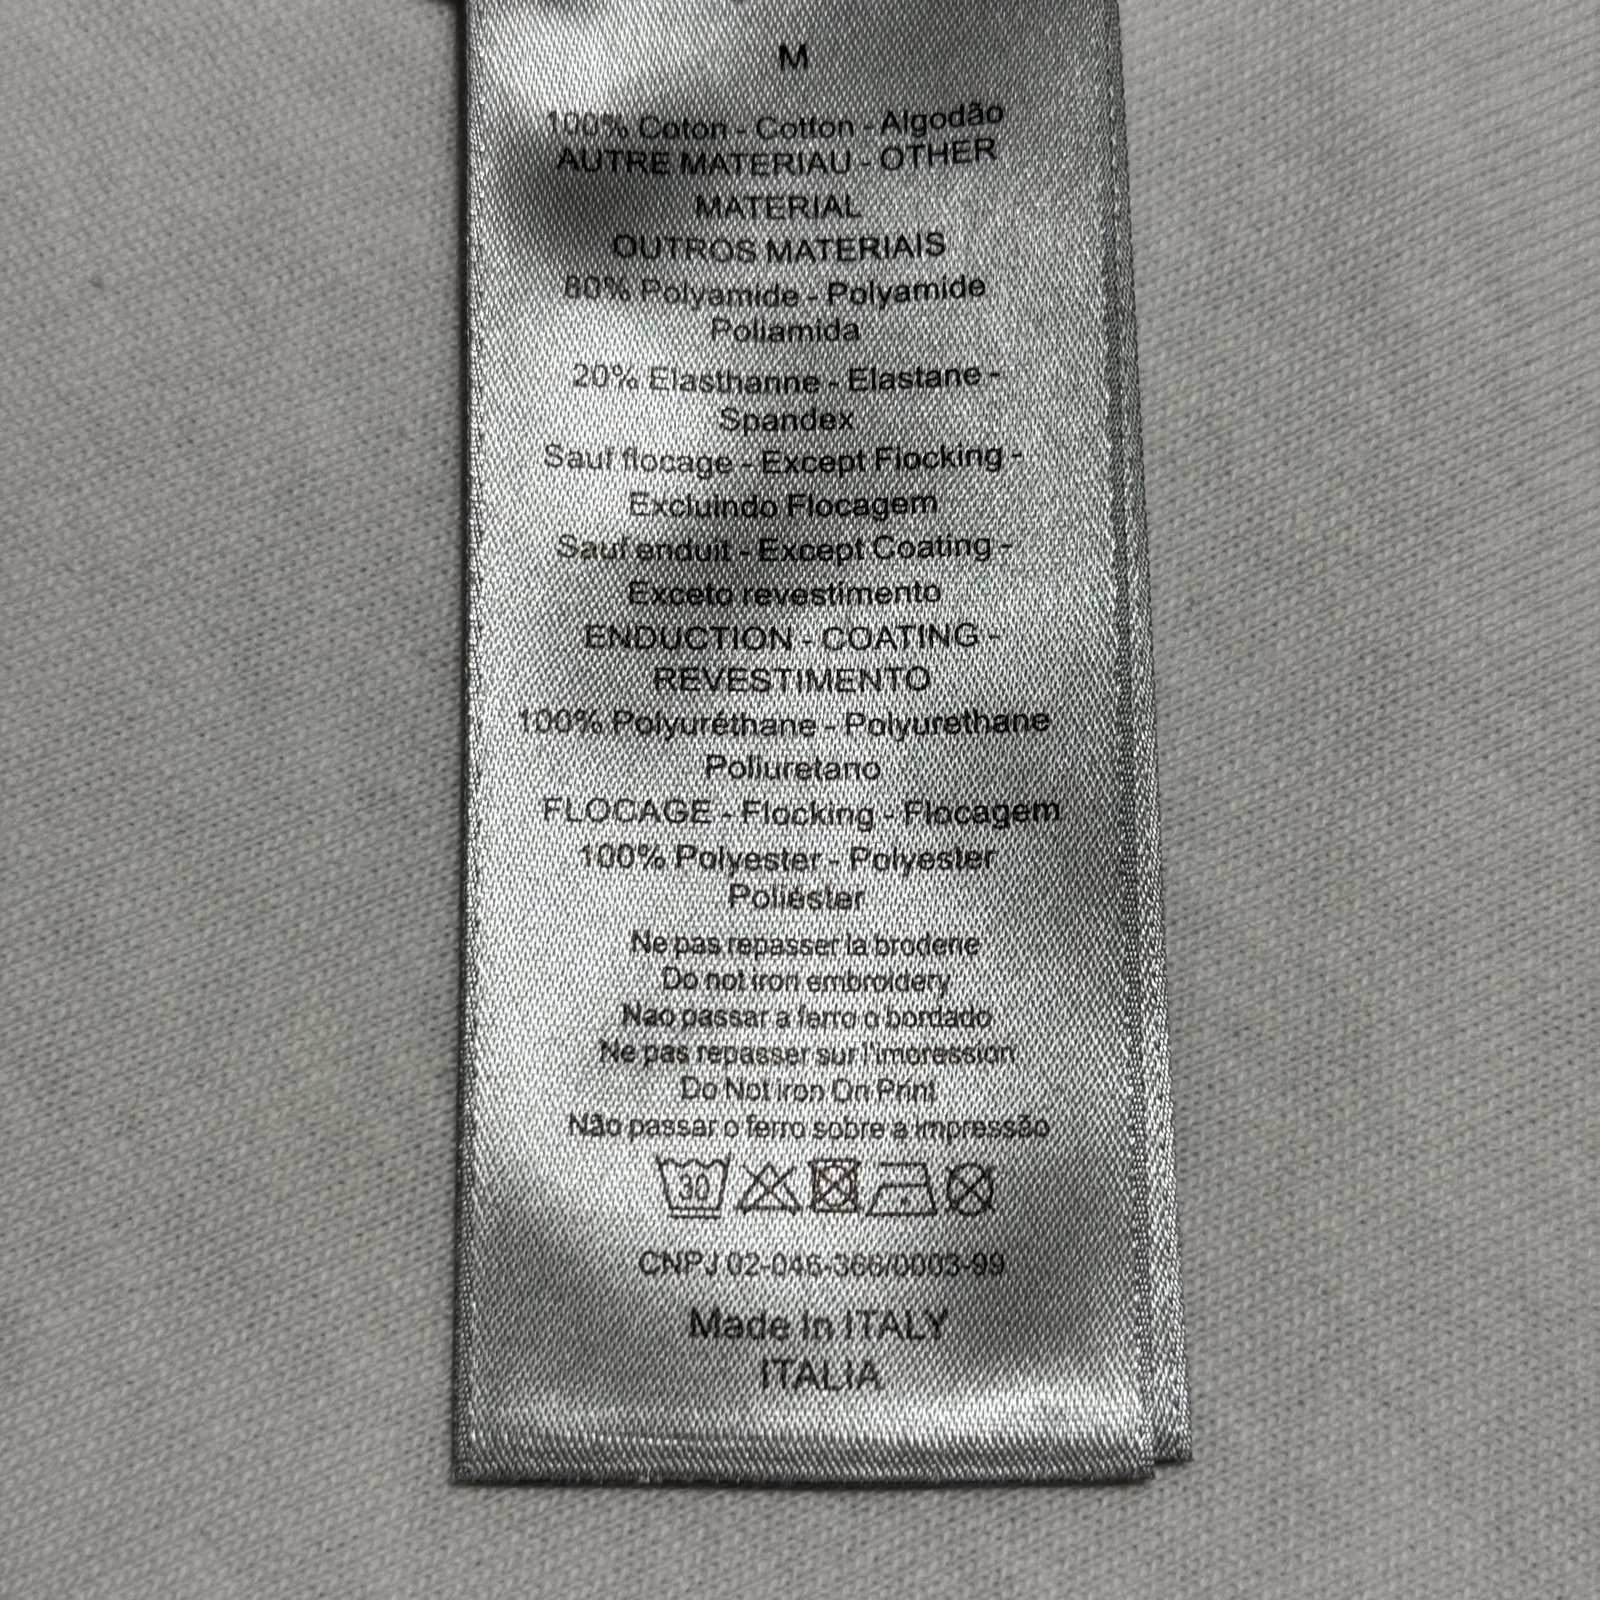 M
100% Coton - Cotton - Algodão
AUTRE MATERIAU - OTHER
MATERIAL
OUTROS MATERIAIS
80% Polyamide - Polyamide
Poliamida
20% Elasthanne - Elastane -
Spandex
Sauf flocage - Except Flocking -
Excluindo Flocagem
Sauf enduit - Except Coating -
Exceto revestimento
ENDUCTION - COATING -
REVESTIMENTO
100% Polyuréthane - Polyurethane
Poliuretano
FLOCAGE - Flocking - Flocagem
100% Polyester - Polyester
Poliéster
Ne pas repasser la broderie
Do not iron embroidery
Nao passar a ferro o bordado
Ne pas repasser sur l'impression
Do Not iron On Print
Não passar o ferro sobre a impressão
30
CNPJ 02-046-366/0003-99
Made In ITALY
ITALIA